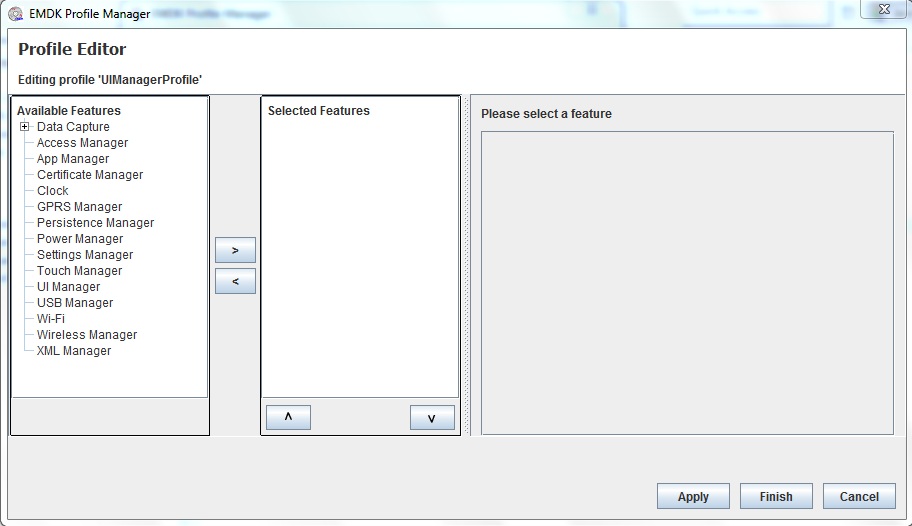 EMDK Profile Manager
Profile Editor
Editing profile 'UIManagerProfile'
Available Features
Data Capture
Access Manager
App Manager
Certificate Manager
Clock
GPRS Manager
Persistence Manager
Power Manager
Settings Manager
Touch Manager
UI Manager
USB Manager
Wi-Fi
Wireless Manager
XML Manager
>
<
Selected Features
^
v
Please select a feature
Apply
Finish
Cancel